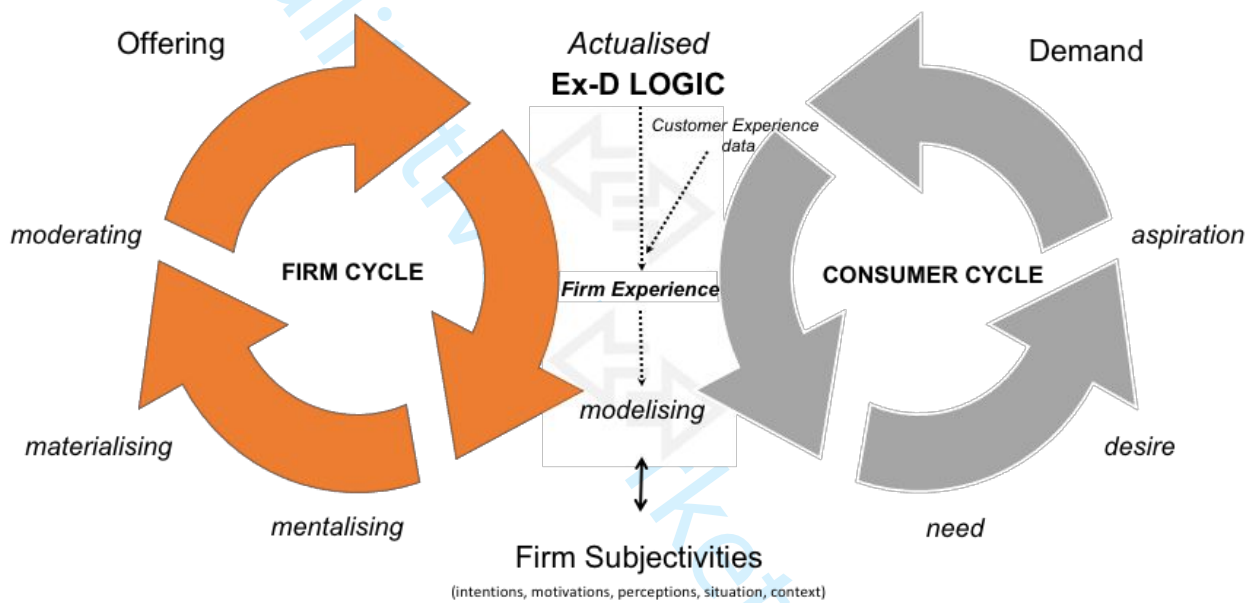 Offering
Actualised
Demand
Ex-D LOGIC
Customer Experience
data
moderating
aspiration
FIRM CYCLE
CONSUMER CYCLE
Firm Experience
modelising
materialising
desire
mentalising
need
Firm Subjectivities
(intentions, motivations, perceptions, situation, context)